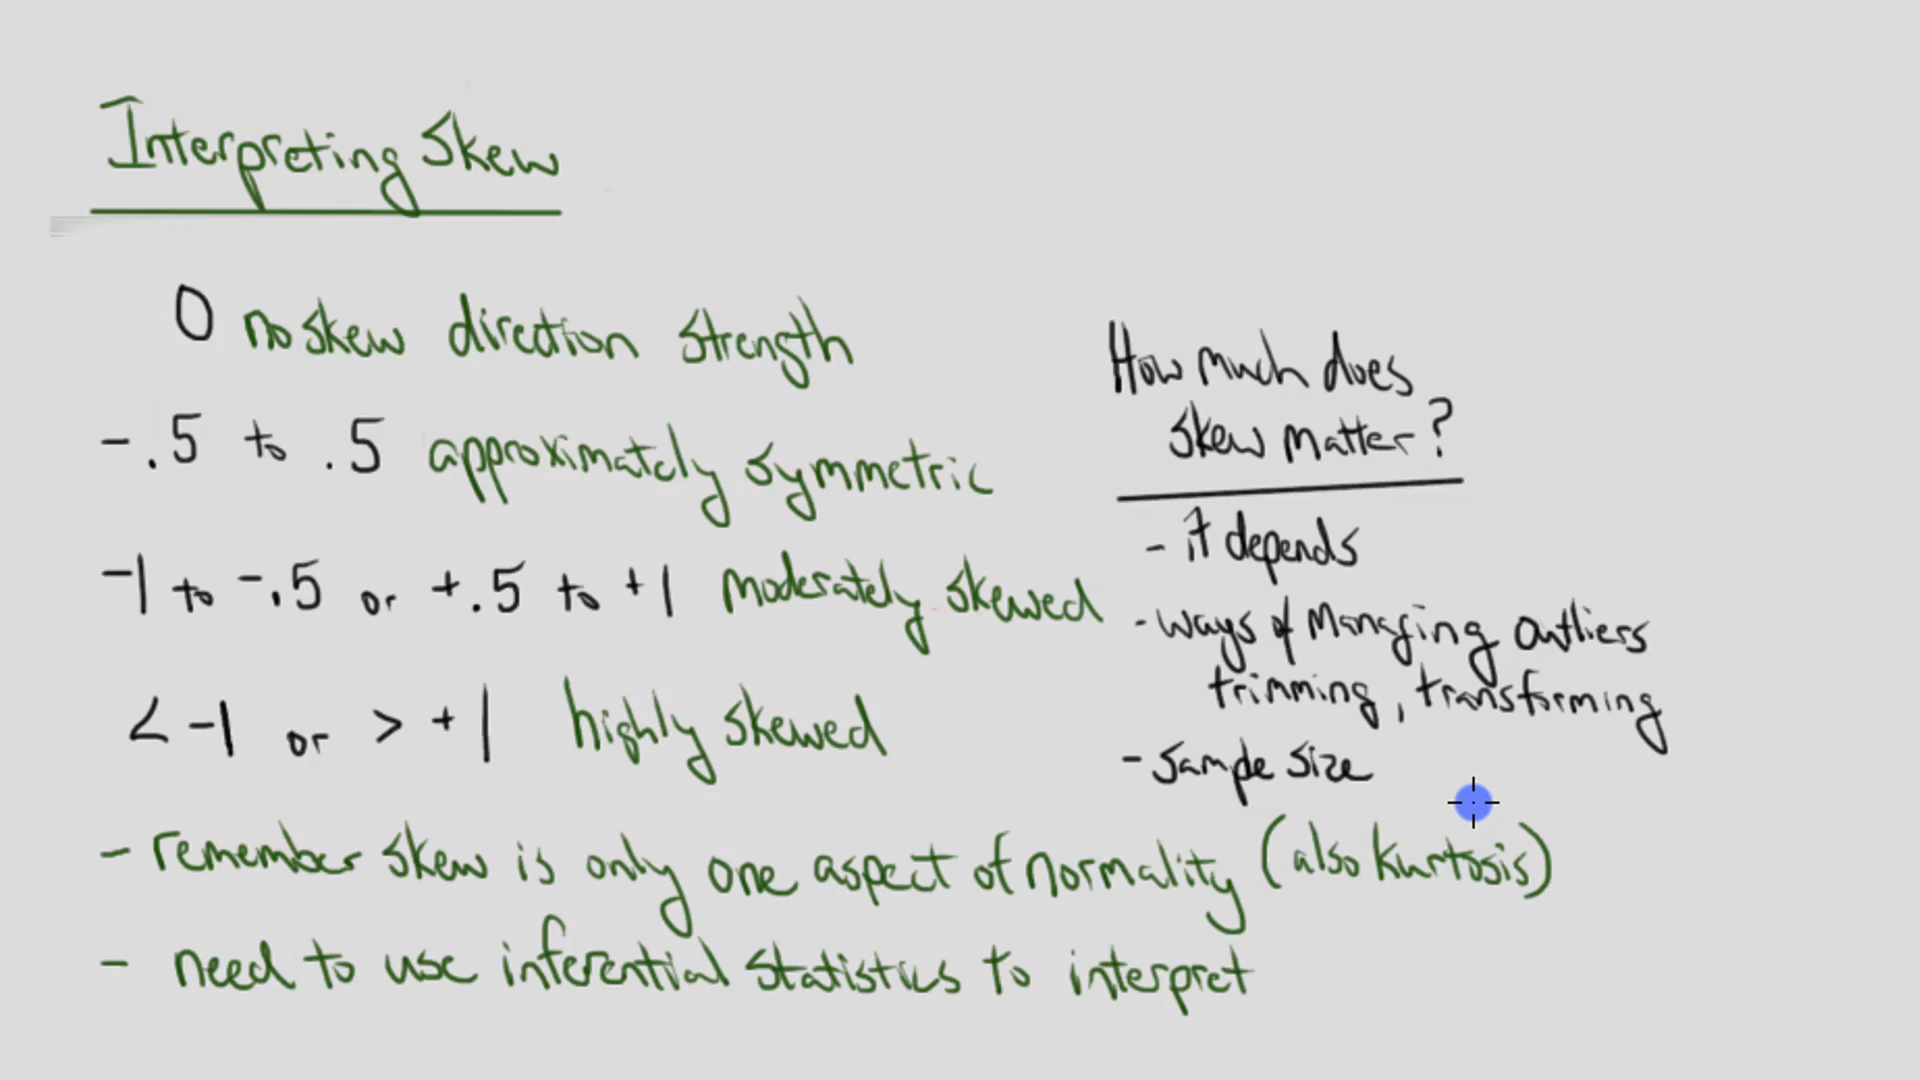 Interpreting Skew
0 no skew direction strength
-.5 to .5 approximately symmetric
-1 to -.5 or +.5 to +1 moderately skewed
< -1 or > +1 highly skewed
How much does
skew matter?
- it depends
- ways of managing outliers
trimming, transforming
- sample size
- remember skew is only one aspect of normality (also kurtosis)
- need to use inferential statistics to interpret